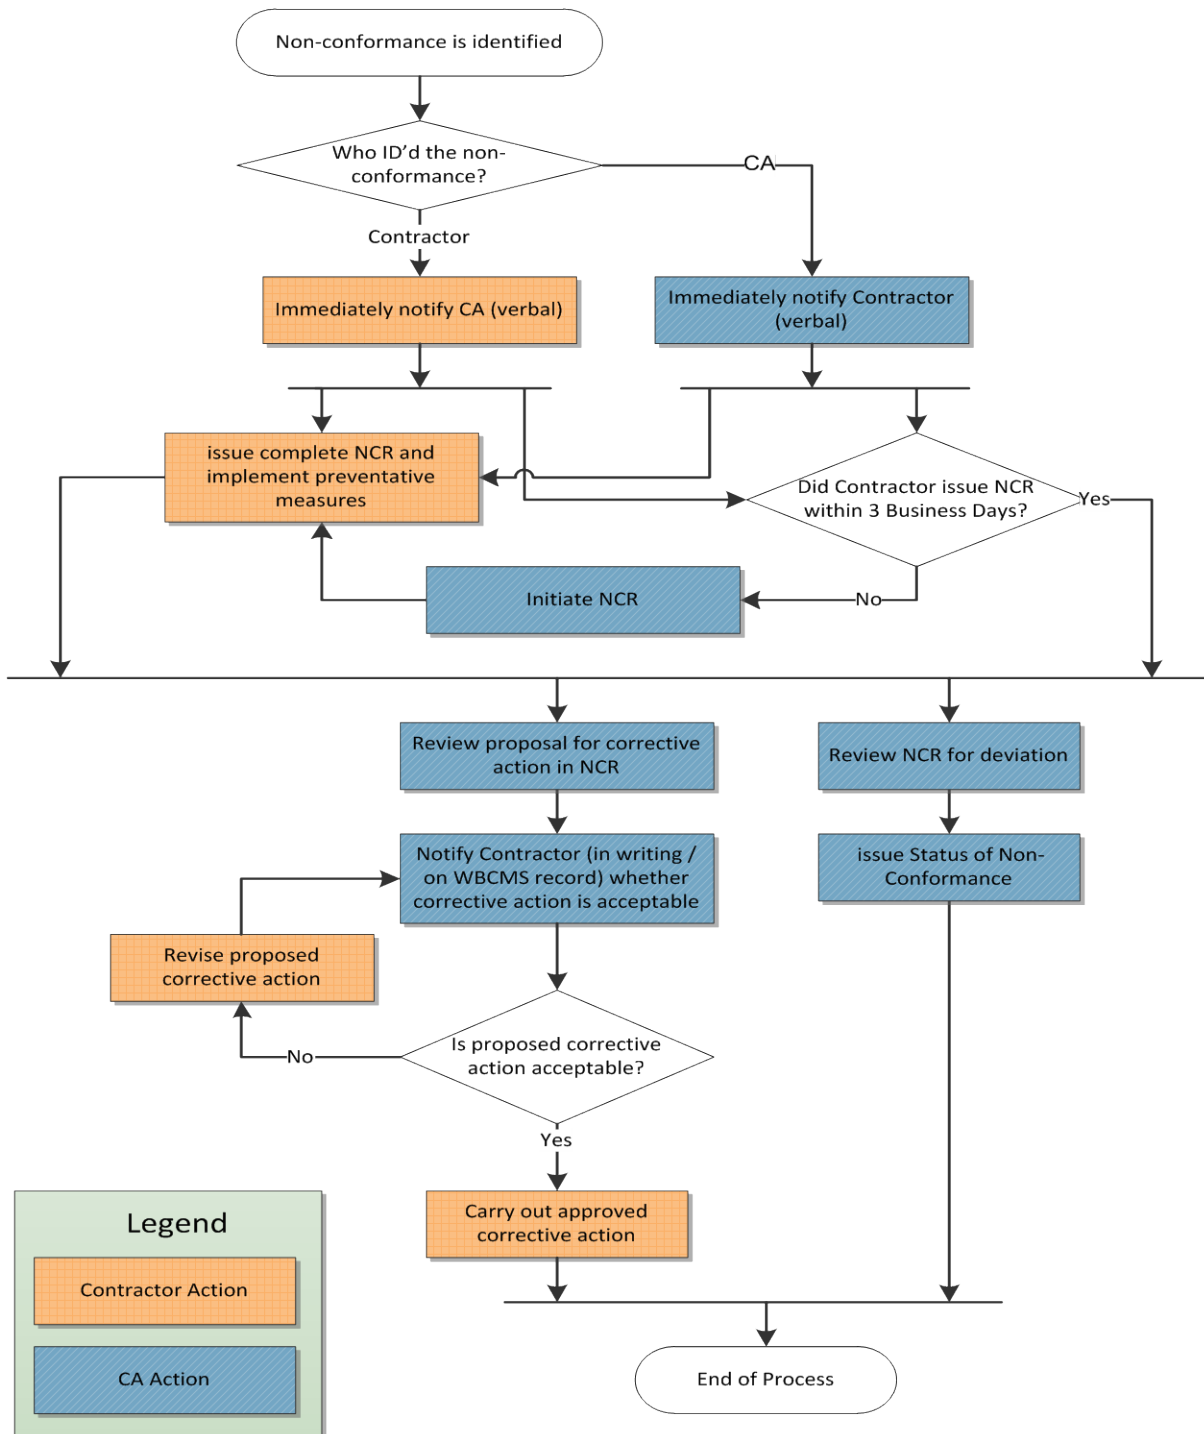 Non-conformance is identified
Who ID’d the non-
conformance?
CA
Contractor
Immediately notify CA (verbal)
Immediately notify Contractor
(verbal)
issue complete NCR and
implement preventative
measures
Did Contractor issue NCR
within 3 Business Days?
Yes
Initiate NCR
No
Review proposal for corrective
action in NCR
Review NCR for deviation
Notify Contractor (in writing /
on WBCMS record) whether
corrective action is acceptable
issue Status of Non-
Conformance
Revise proposed
corrective action
Is proposed corrective
action acceptable?
No
Yes
Carry out approved
corrective action
Legend
Contractor Action
CA Action
End of Process